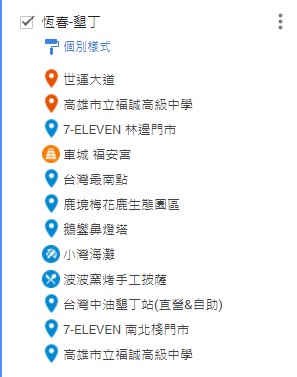 恆春-墾丁
個別樣式
世運大道
高雄市立福誠高級中學
7-ELEVEN 林邊門市
車城 福安宮
台灣最南點
鹿境梅花鹿生態園區
鵝鑾鼻燈塔
小灣海灘
波波窯烤手工披薩
台灣中油墾丁站(直營&自助)
7-ELEVEN 南北棧門市
高雄市立福誠高級中學